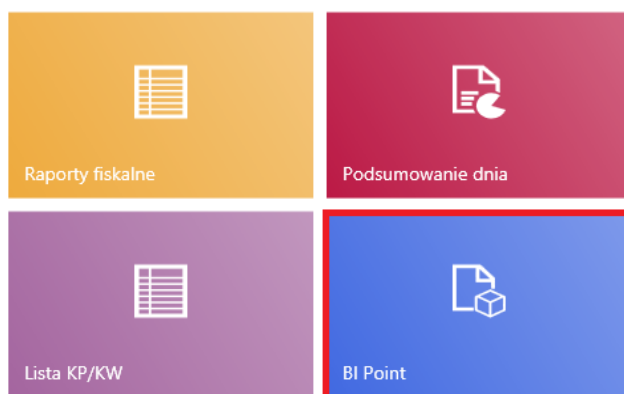 Raporty fiskalne
Podsumowanie dnia
Lista KP/KW
BI Point